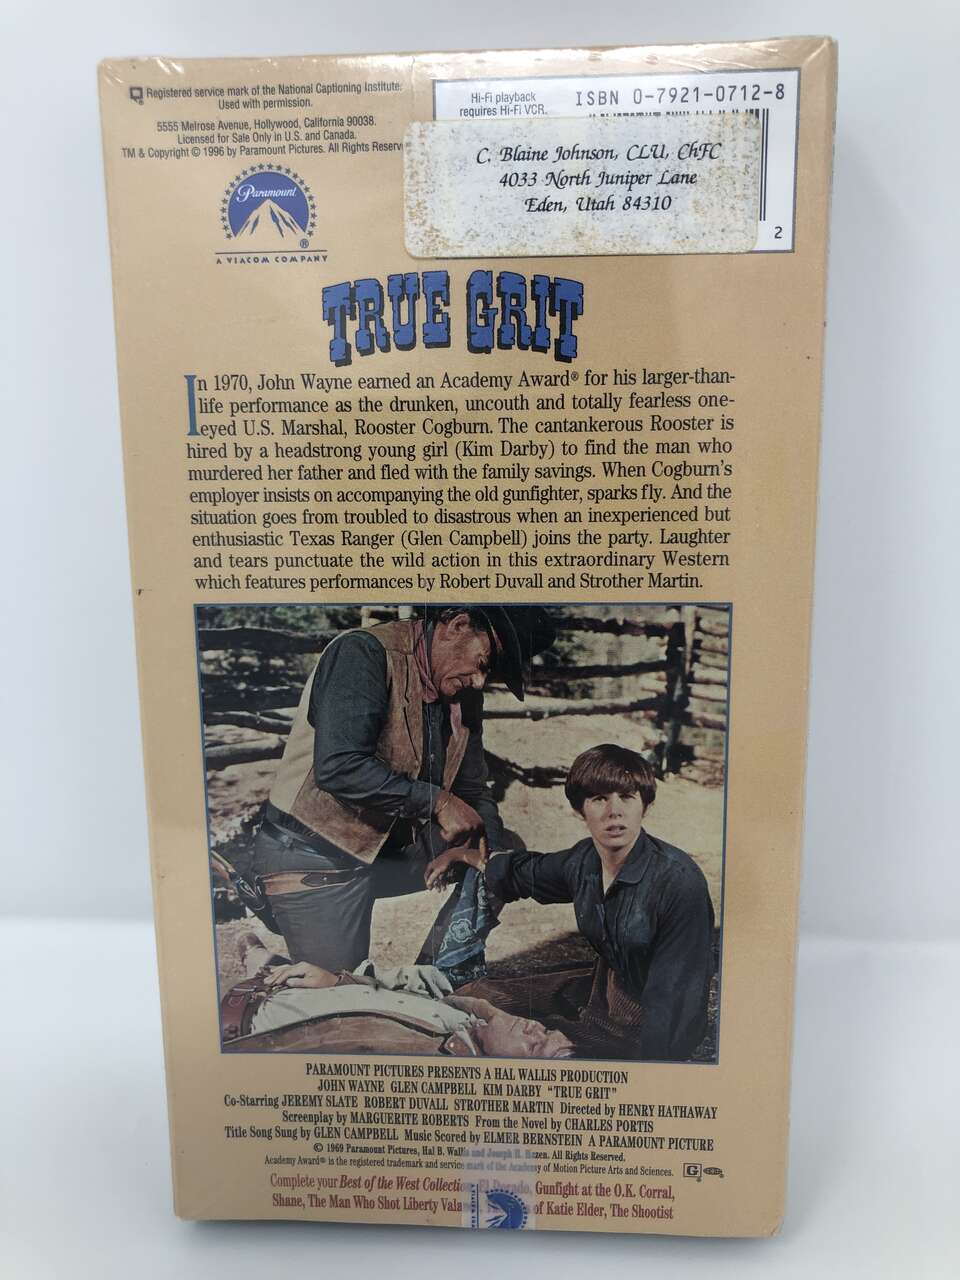 Registered service mark of the National Captioning Institute.
Used with permission.
5555 Melrose Avenue, Hollywood, California 90038.
Licensed for Sale Only in U.S. and Canada.
TM & Copyright © 1996 by Paramount Pictures. All Rights Reserv
Paramount
®
A VIACOM COMPANY
Hi-Fi playback
requires Hi-Fi VCR.
ISBN 0-7921-0712-8
C. Blaine Johnson, CLU, ChFC
4033 North Juniper Lane
Eden, Utah 84310
2
TRUE GRIT
In 1970, John Wayne earned an Academy Award® for his larger-than-
life performance as the drunken, uncouth and totally fearless one-
eyed U.S. Marshal, Rooster Cogburn. The cantankerous Rooster is
hired by a headstrong young girl (Kim Darby) to find the man who
murdered her father and fled with the family savings. When Cogburn's
employer insists on accompanying the old gunfighter, sparks fly. And the
situation goes from troubled to disastrous when an inexperienced but
enthusiastic Texas Ranger (Glen Campbell) joins the party. Laughter
and tears punctuate the wild action in this extraordinary Western
which features performances by Robert Duvall and Strother Martin.
PARAMOUNT PICTURES PRESENTS A HAL WALLIS PRODUCTION
JOHN WAYNE GLEN CAMPBELL KIM DARBY "TRUE GRIT"
Co-Starring JEREMY SLATE ROBERT DUVALL STROTHER MARTIN Directed by HENRY HATHAWAY
Screenplay by MARGUERITE ROBERTS From the Novel by CHARLES PORTIS
Title Song Sung by GLEN CAMPBELL Music Scored by ELMER BERNSTEIN A PARAMOUNT PICTURE
© 1969 Paramount Pictures, Hal B. Wallis and Joseph H. Hazen. All Rights Reserved.
Academy Award® is the registered trademark and service mark of the Academy of Motion Picture Arts and Sciences. G
Complete your Best of the West Collection: El Dorado, Gunfight at the O.K. Corral,
Shane, The Man Who Shot Liberty Valan of Katie Elder, The Shootist